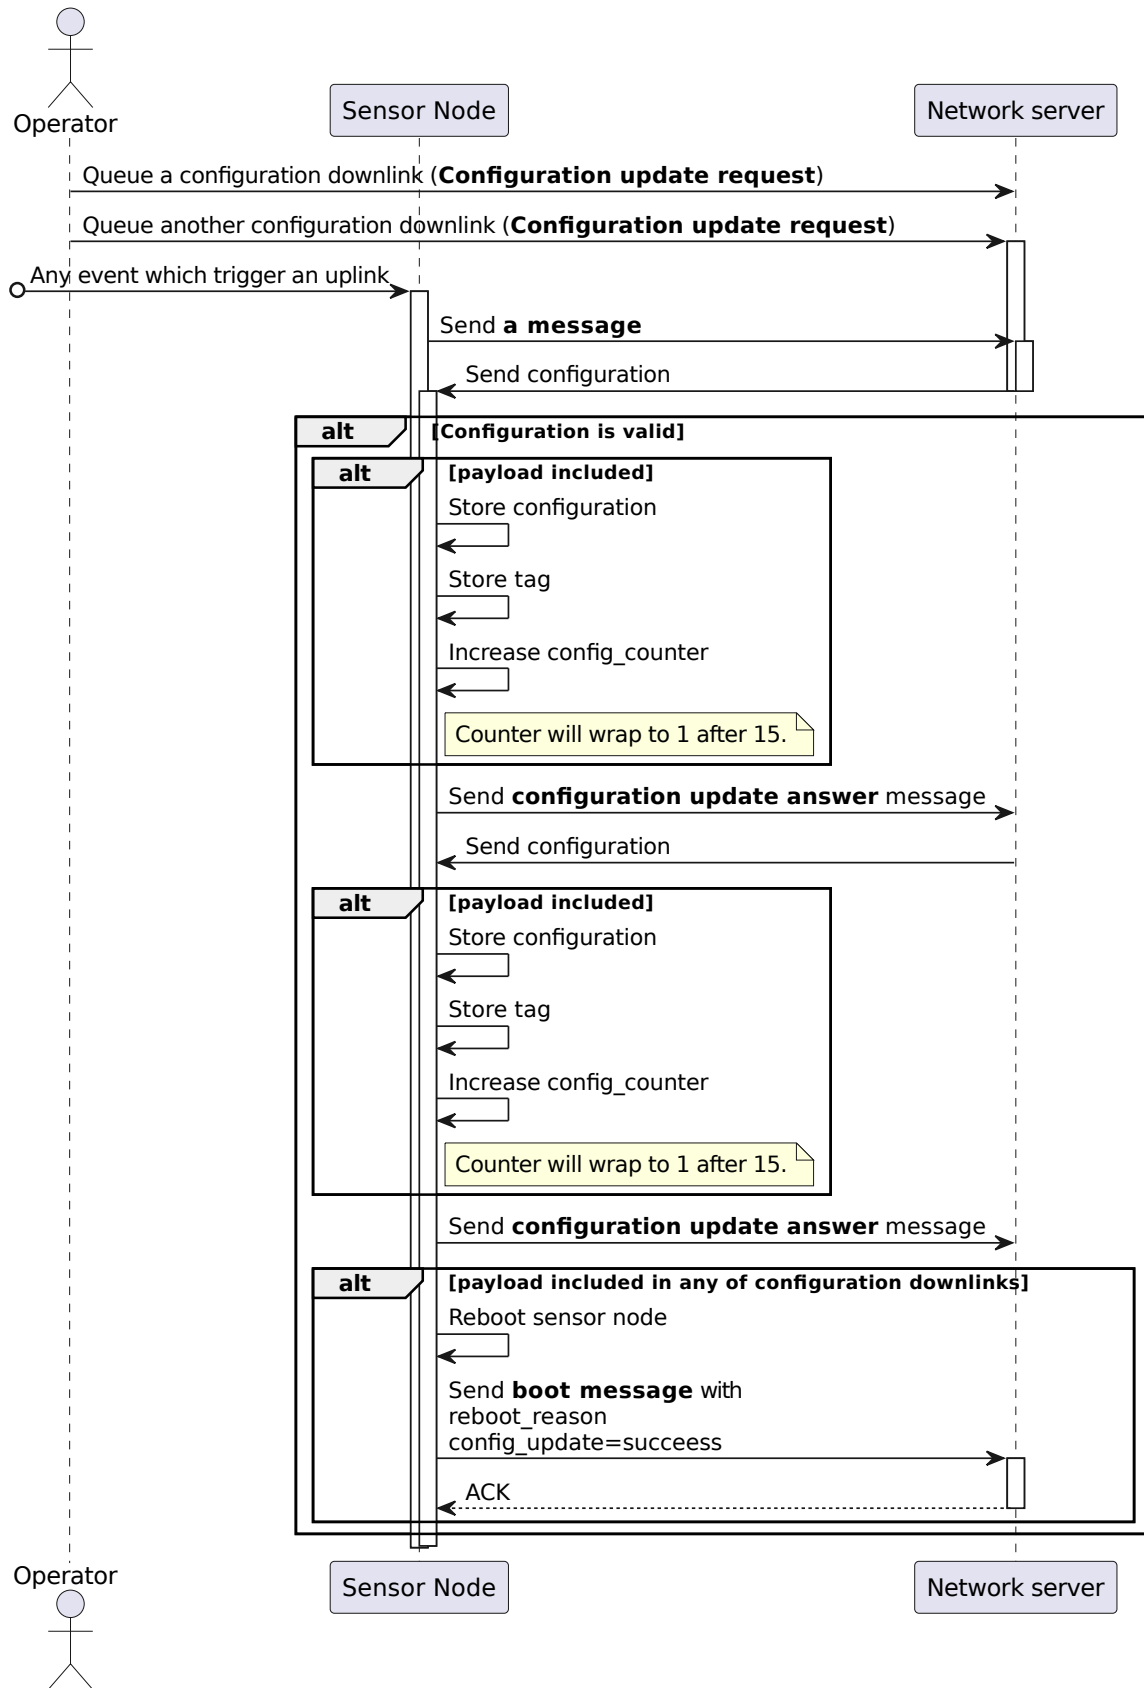 Operator
Sensor Node
Network server
Queue a configuration downlink (Configuration update request)
Queue another configuration downlink (Configuration update request)
Any event which trigger an uplink
Send a message
Send configuration
alt
[Configuration is valid]
alt
[payload included]
Store configuration
Store tag
Increase config_counter
Counter will wrap to 1 after 15.
Send configuration update answer message
Send configuration
alt
[payload included]
Store configuration
Store tag
Increase config_counter
Counter will wrap to 1 after 15.
Send configuration update answer message
alt
[payload included in any of configuration downlinks]
Reboot sensor node
Send boot message with
reboot_reason
config_update=succeess
ACK
Operator
Sensor Node
Network server